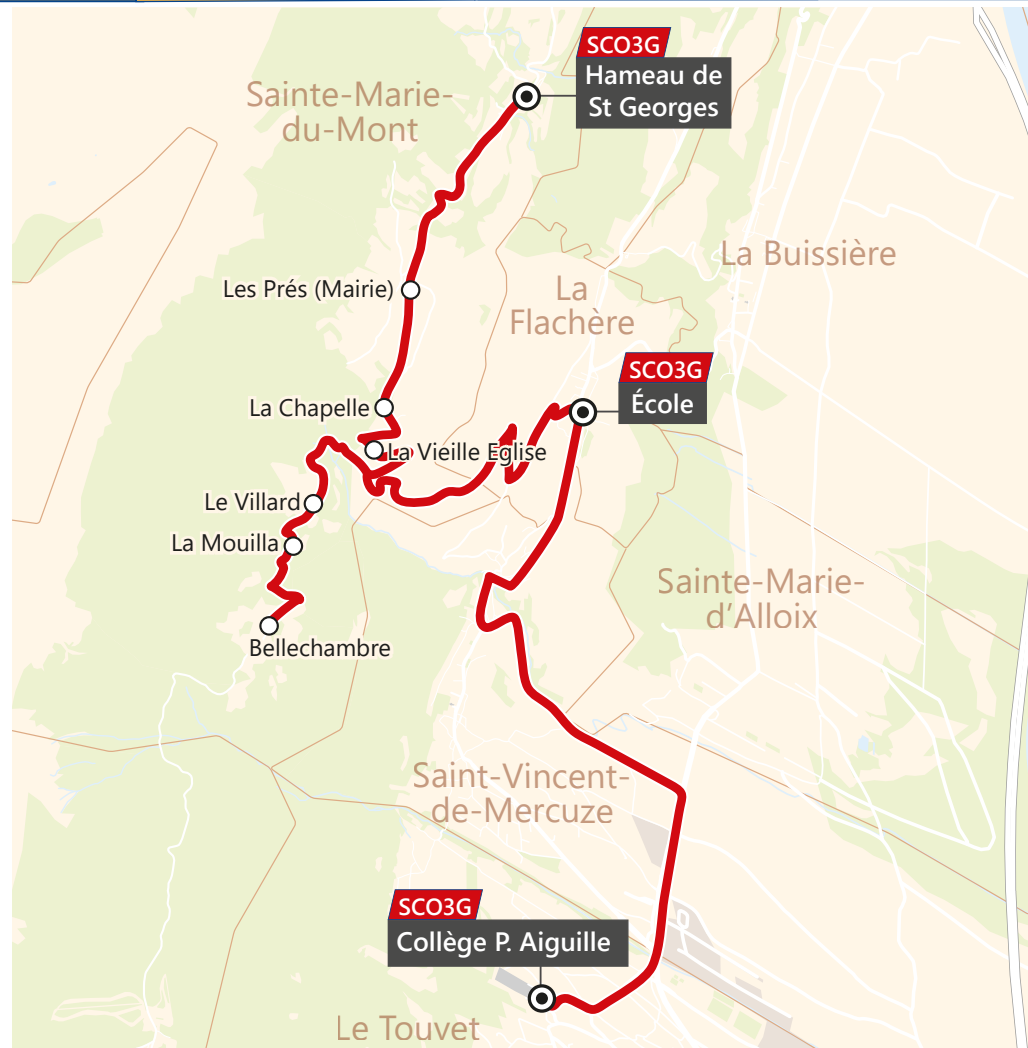 SCO3G
Hameau de
St Georges
Sainte-Marie-
du-Mont
La Buissière
Les Prés (Mairie)
La
Flachère
SCO3G
École
La Chapelle
La Vieille Eglise
Le Villard
La Mouilla
Sainte-Marie-
d'Alloix
Bellechambre
Saint-Vincent-
de-Mercuze
SCO3G
Collège P. Aiguille
Le Touvet